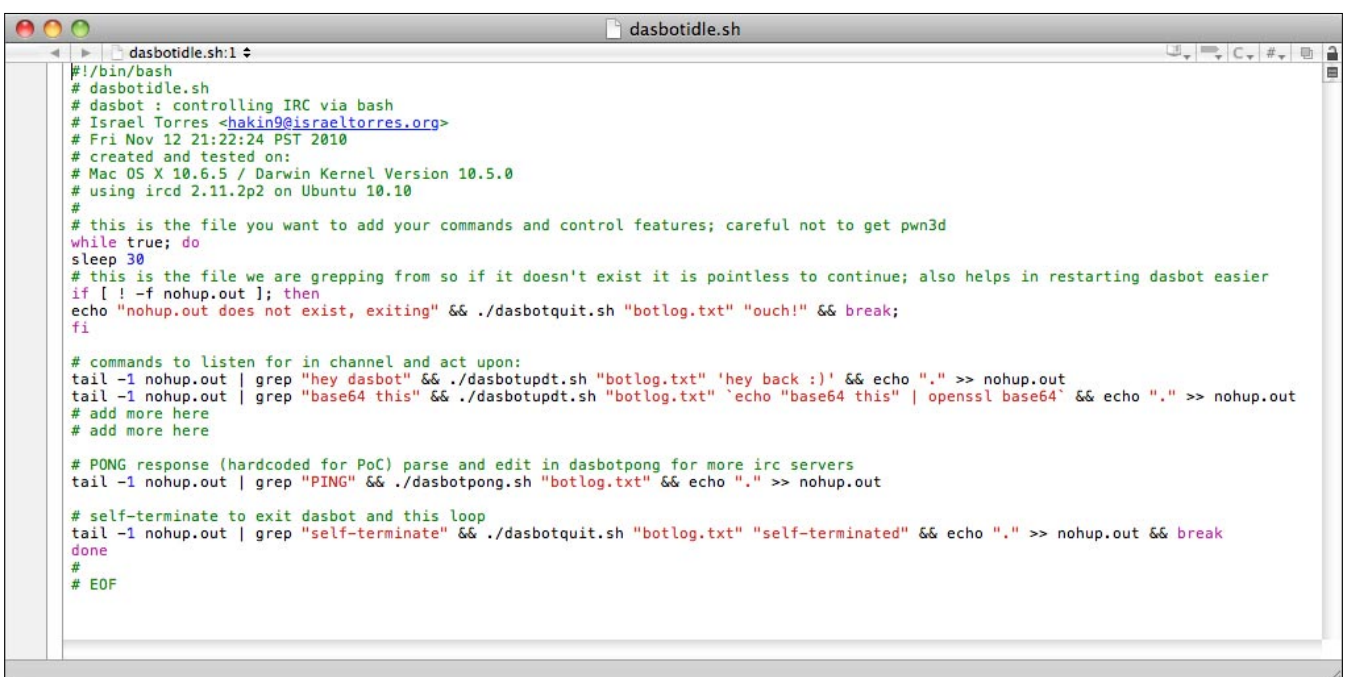 dasbotidle.sh
dasbotidle.sh:1
C #
#!/bin/bash
# dasbotidle.sh
# dasbot : controlling IRC via bash
# Israel Torres <hakin9@israeltorres.org>
# Fri Nov 12 21:22:24 PST 2010
# created and tested on:
# Mac OS X 10.6.5 / Darwin Kernel Version 10.5.0
# using ircd 2.11.2p2 on Ubuntu 10.10
#
# this is the file you want to add your commands and control features; careful not to get pwn3d
while true; do
sleep 30
# this is the file we are grepping from so if it doesn't exist it is pointless to continue; also helps in restarting dasbot easier
if [ ! -f nohup.out ]; then
echo "nohup.out does not exist, exiting" && ./dasbotquit.sh "botlog.txt" "ouch!" && break;
fi
# commands to listen for in channel and act upon:
tail -1 nohup.out | grep "hey dasbot" && ./dasbotupdt.sh "botlog.txt" 'hey back :)' && echo "." >> nohup.out
tail -1 nohup.out | grep "base64 this" && ./dasbotupdt.sh "botlog.txt" `echo "base64 this" | openssl base64` && echo "." >> nohup.out
# add more here
# add more here
# PONG response (hardcoded for PoC) parse and edit in dasbotpong for more irc servers
tail -1 nohup.out | grep "PING" && ./dasbotpong.sh "botlog.txt" && echo "." >> nohup.out
# self-terminate to exit dasbot and this loop
tail -1 nohup.out | grep "self-terminate" && ./dasbotquit.sh "botlog.txt" "self-terminated" && echo "." >> nohup.out && break
done
#
# EOF